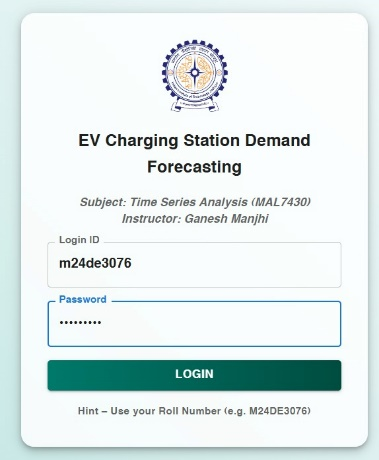 EV Charging Station Demand
Forecasting
Subject: Time Series Analysis (MAL7430)
Instructor: Ganesh Manjhi
Login ID
m24de3076
Password
•••••••••
LOGIN
Hint – Use your Roll Number (e.g. M24DE3076)